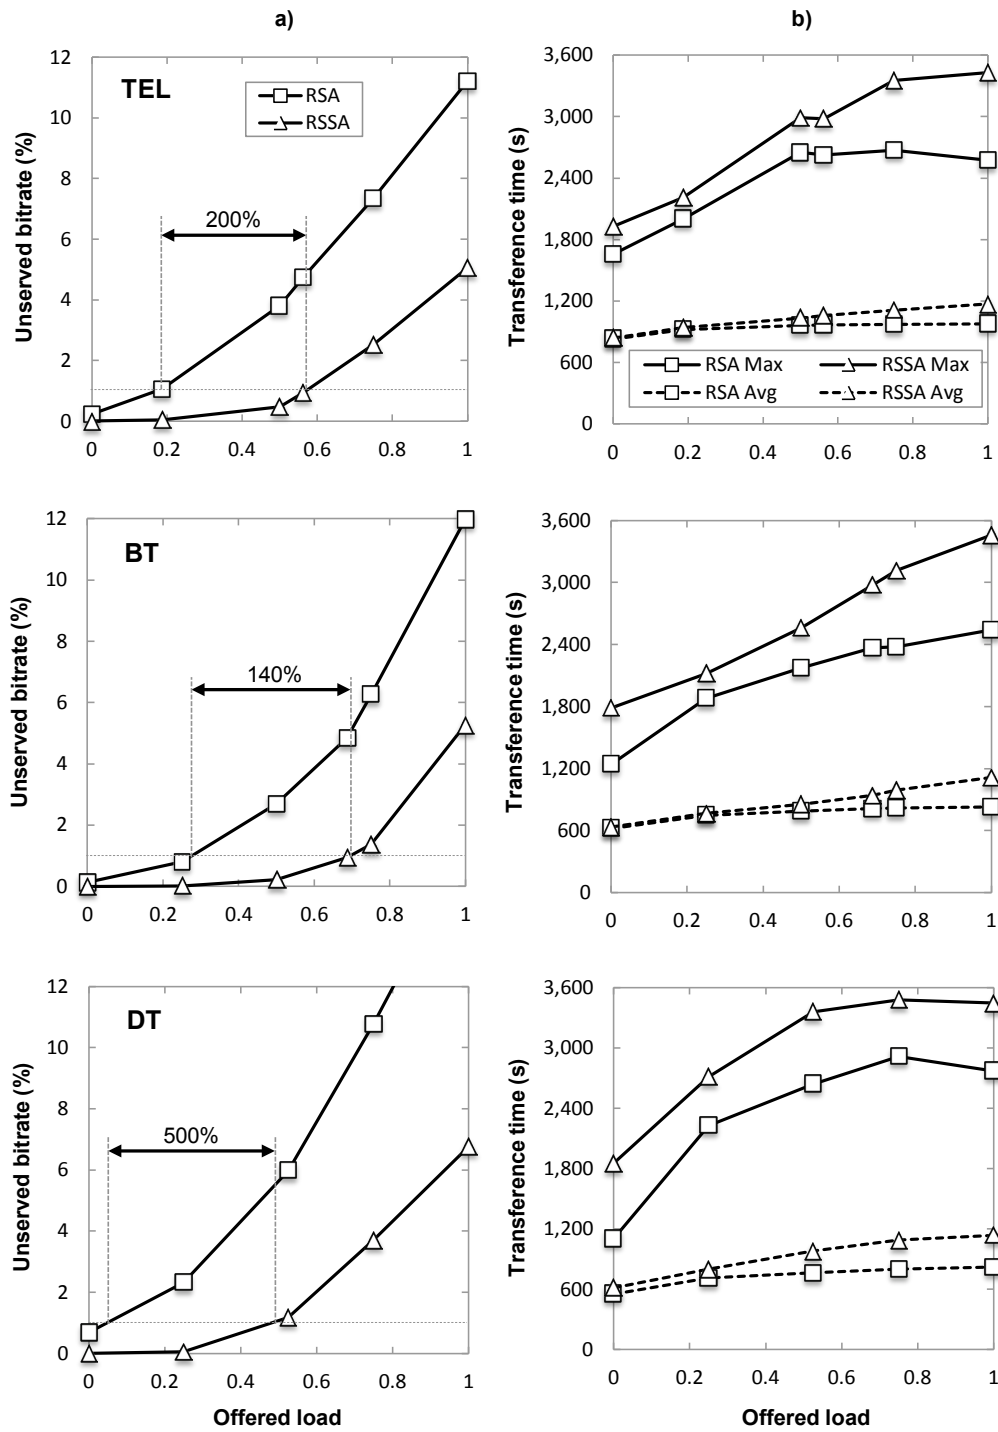 a)
b)
TEL
RSA
RSSA
200%
Unserved bitrate (%)
12
10
8
6
4
2
0
0 0.2 0.4 0.6 0.8 1
Transference time (s)
3,600
3,000
2,400
1,800
1,200
600
0
RSA Max RSSA Max
RSA Avg RSSA Avg
0 0.2 0.4 0.6 0.8 1
BT
140%
Unserved bitrate (%)
12
10
8
6
4
2
0
0 0.2 0.4 0.6 0.8 1
Transference time (s)
3,600
3,000
2,400
1,800
1,200
600
0
0 0.2 0.4 0.6 0.8 1
DT
500%
Unserved bitrate (%)
12
10
8
6
4
2
0
0 0.2 0.4 0.6 0.8 1
Offered load
Transference time (s)
3,600
3,000
2,400
1,800
1,200
600
0
0 0.2 0.4 0.6 0.8 1
Offered load